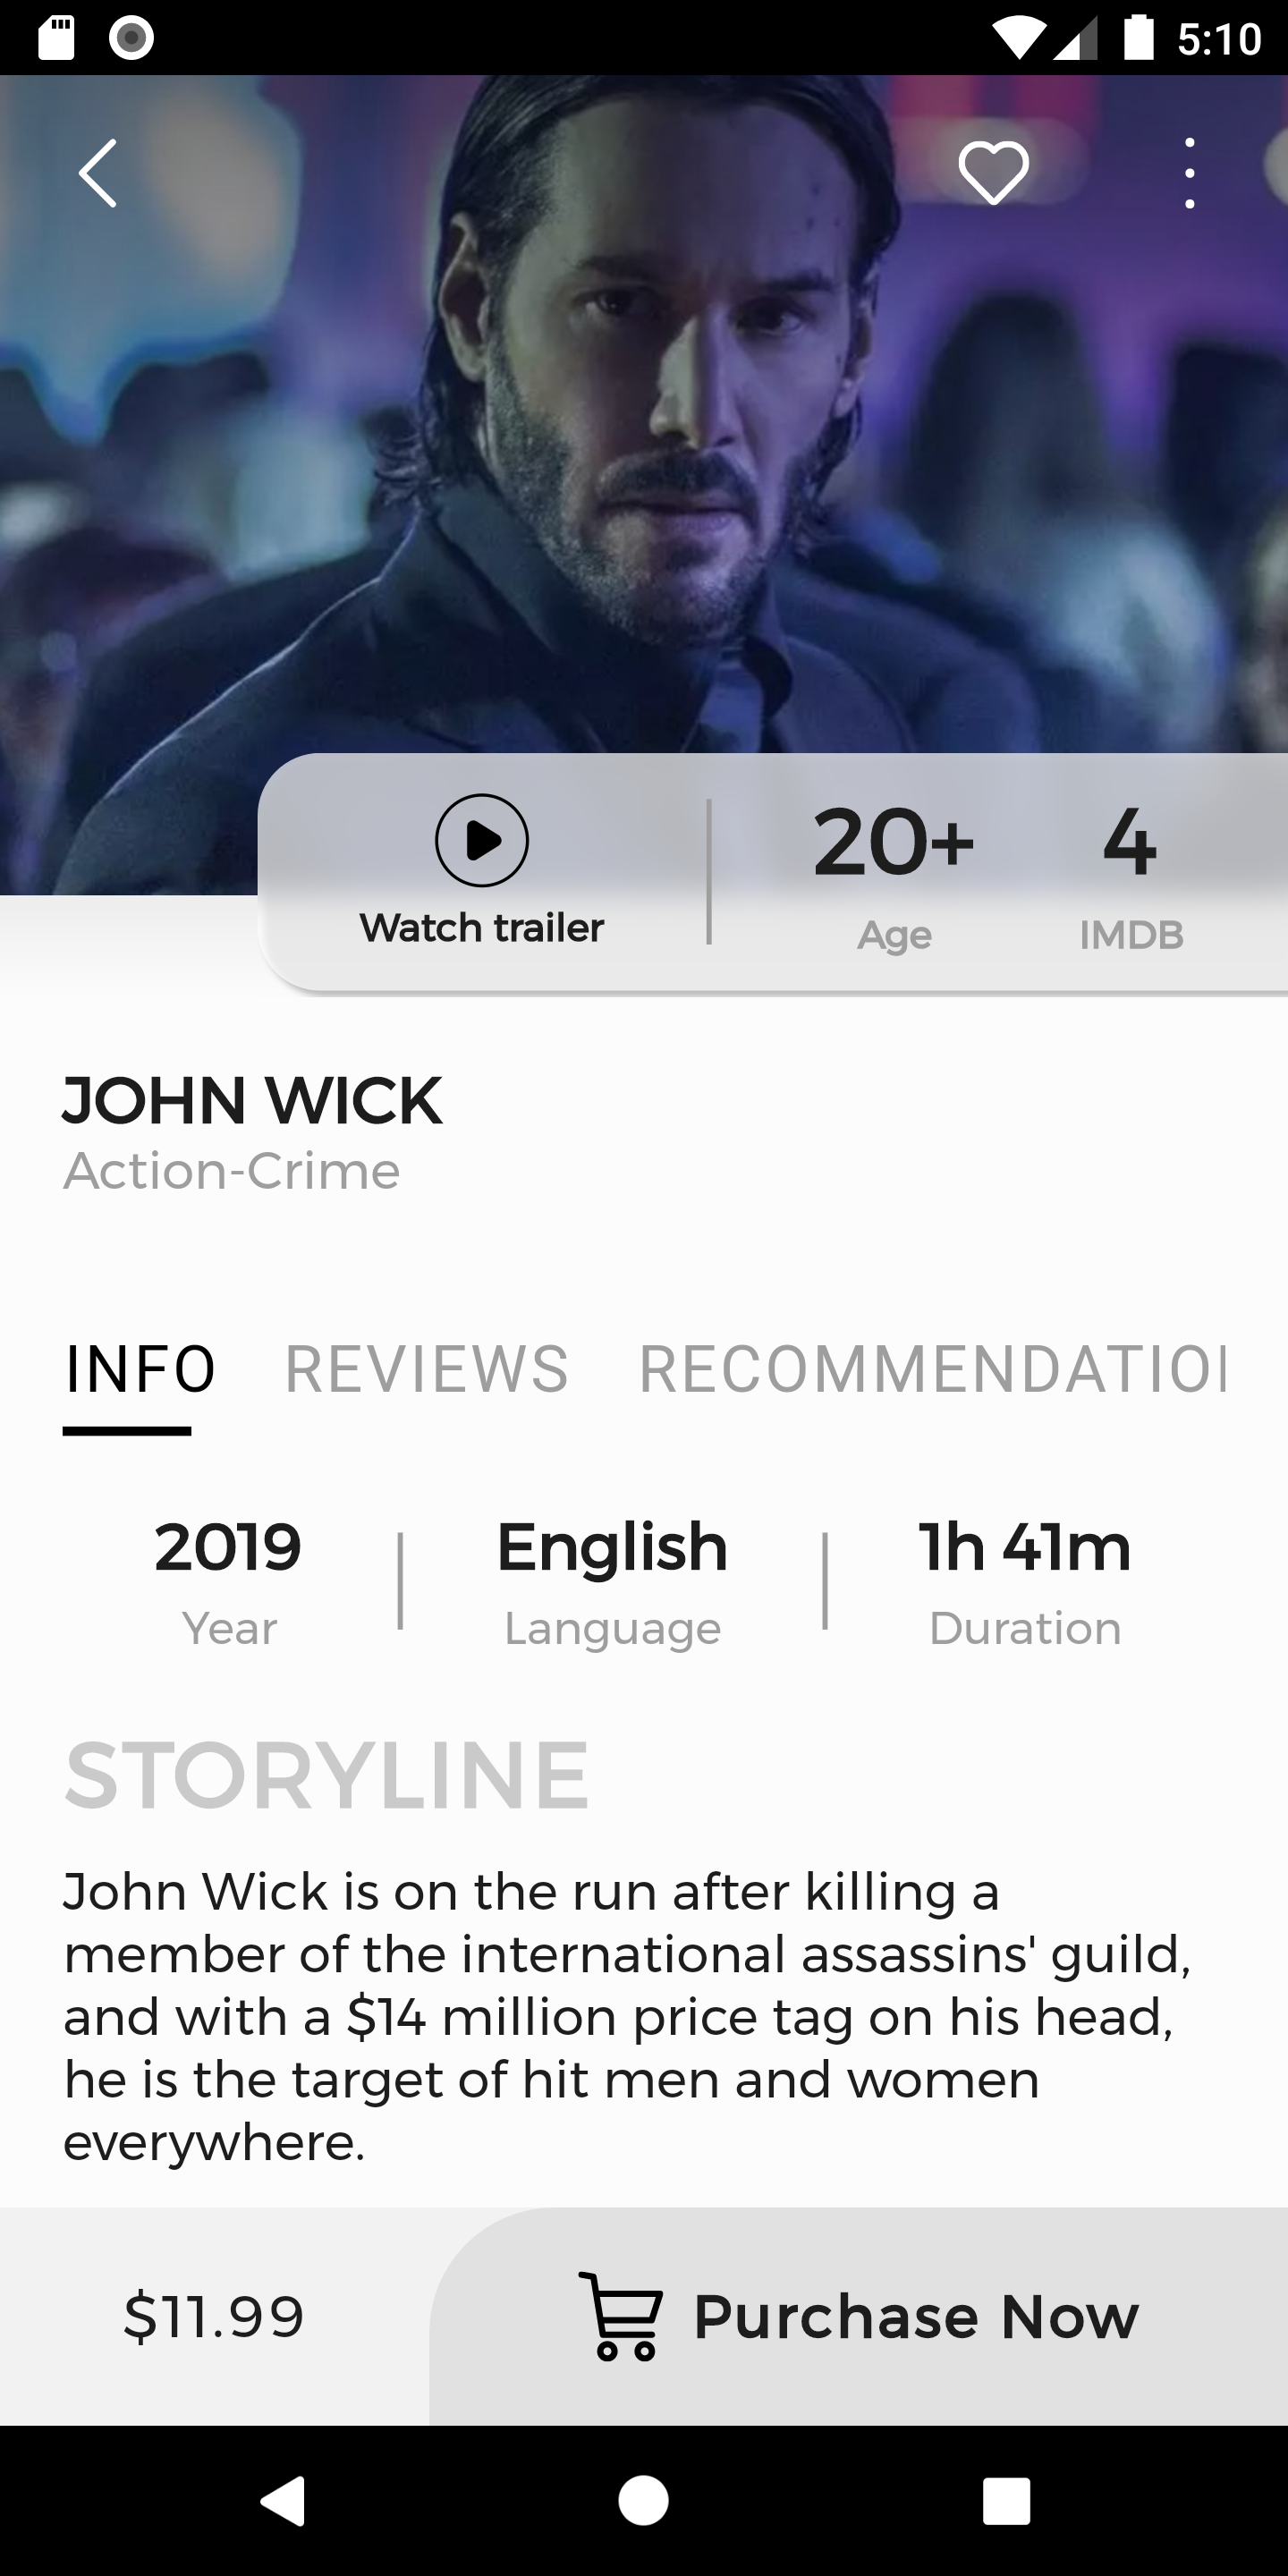 5:10
Watch trailer
20+
Age
4
IMDB
JOHN WICK
Action-Crime
INFO REVIEWS RECOMMENDATIO
2019
Year
English
Language
1h 41m
Duration
STORYLINE
John Wick is on the run after killing a
member of the international assassins' guild,
and with a $14 million price tag on his head,
he is the target of hit men and women
everywhere.
$11.99
Purchase Now